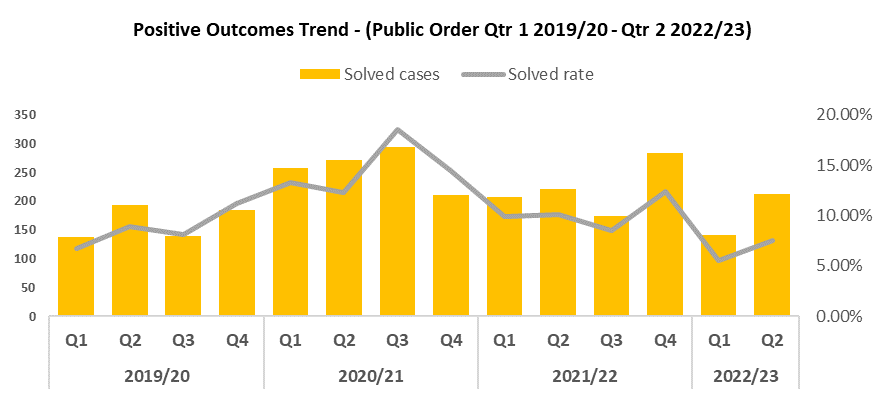 Positive Outcomes Trend - (Public Order Qtr 1 2019/20 - Qtr 2 2022/23)
Solved cases Solved rate
350 20.00%
300
250 15.00%
200
150 10.00%
100 5.00%
50
0 0.00%
Q1 Q2 Q3 Q4 Q1 Q2 Q3 Q4 Q1 Q2 Q3 Q4 Q1 Q2
2019/20 2020/21 2021/22 2022/23